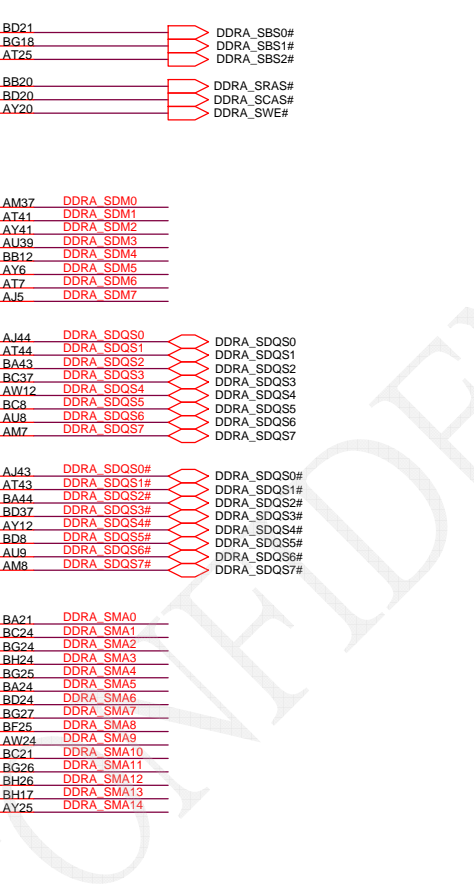 BD21 DDRA_SBS0#
BG18 DDRA_SBS1#
AT25 DDRA_SBS2#
BB20 DDRA_SRAS#
BD20 DDRA_SCAS#
AY20 DDRA_SWE#
AM37 DDRA_SDM0
AT41 DDRA_SDM1
AY41 DDRA_SDM2
AU39 DDRA_SDM3
BB12 DDRA_SDM4
AY6 DDRA_SDM5
AT7 DDRA_SDM6
AJ5 DDRA_SDM7
AJ44 DDRA_SDQS0 DDRA_SDQS0
AT44 DDRA_SDQS1 DDRA_SDQS1
BA43 DDRA_SDQS2 DDRA_SDQS2
BC37 DDRA_SDQS3 DDRA_SDQS3
AW12 DDRA_SDQS4 DDRA_SDQS4
BC8 DDRA_SDQS5 DDRA_SDQS5
AU8 DDRA_SDQS6 DDRA_SDQS6
AM7 DDRA_SDQS7 DDRA_SDQS7
AJ43 DDRA_SDQS0# DDRA_SDQS0#
AT43 DDRA_SDQS1# DDRA_SDQS1#
BA44 DDRA_SDQS2# DDRA_SDQS2#
BD37 DDRA_SDQS3# DDRA_SDQS3#
AY12 DDRA_SDQS4# DDRA_SDQS4#
BD8 DDRA_SDQS5# DDRA_SDQS5#
AU9 DDRA_SDQS6# DDRA_SDQS6#
AM8 DDRA_SDQS7# DDRA_SDQS7#
BA21 DDRA_SMA0
BC24 DDRA_SMA1
BG24 DDRA_SMA2
BH24 DDRA_SMA3
BG25 DDRA_SMA4
BA24 DDRA_SMA5
BD24 DDRA_SMA6
BG27 DDRA_SMA7
BF25 DDRA_SMA8
AW24 DDRA_SMA9
BC21 DDRA_SMA10
BG26 DDRA_SMA11
BH26 DDRA_SMA12
BH17 DDRA_SMA13
AY25 DDRA_SMA14